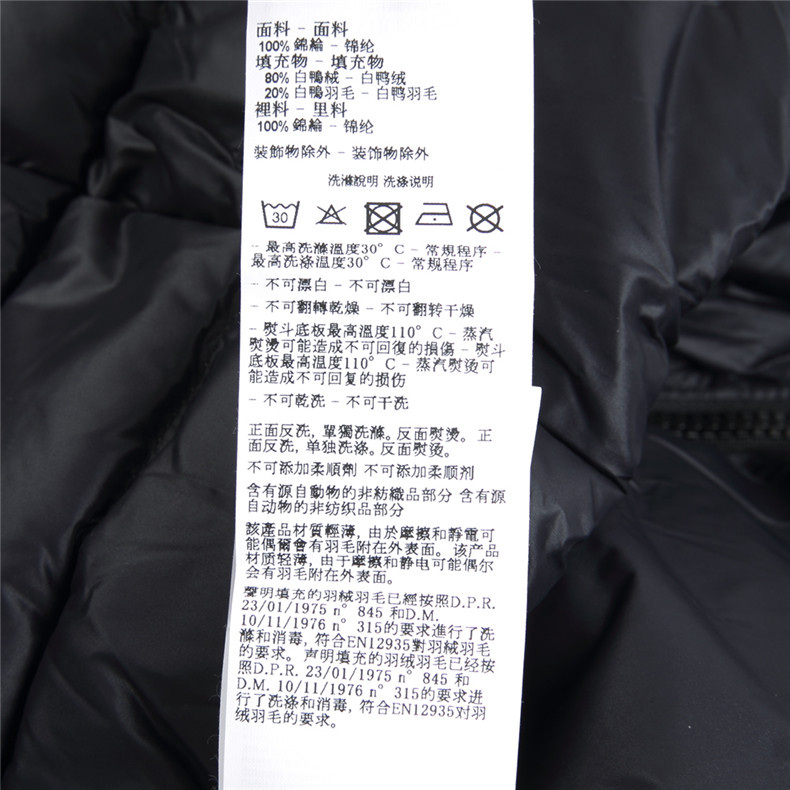 面料 - 面料
100% 錦綸 - 锦纶
填充物 - 填充物
80% 白鴨絨 - 白鸭绒
20% 白鴨羽毛 - 白鸭羽毛
裡料 - 里料
100% 錦綸 - 锦纶
装飾物除外 - 装饰物除外
洗滌說明 洗涤说明
30
- 最高洗滌溫度30° C - 常規程序 -
最高洗涤温度30° C - 常规程序
- 不可漂白 - 不可漂白
- 不可翻轉乾燥 - 不可翻转干燥
- 熨斗底板最高溫度110° C - 蒸汽
熨燙可能造成不可回復的損傷 - 熨斗
底板最高温度110° C - 蒸汽熨烫可
能造成不可回复的损伤
- 不可乾洗 - 不可干洗
正面反洗, 單獨洗滌。反面熨燙。 正
面反洗, 单独洗涤。反面熨烫。
不可添加柔順劑 不可添加柔顺剂
含有源自動物的非紡織品部分 含有源
自动物的非纺织品部分
該產品材質輕薄, 由於摩擦和靜電可
能偶爾會有羽毛附在外表面。该产品
材质轻薄, 由于摩擦和静电可能偶尔
会有羽毛附在外表面。
聲明填充的羽絨羽毛已經按照D.P.R.
23/01/1975 n° 845 和D.M.
10/11/1976 n° 315的要求進行了洗
滌和消毒, 符合EN12935對羽絨羽毛
的要求。声明填充的羽绒羽毛已经按
照D.P.R. 23/01/1975 n° 845 和
D.M. 10/11/1976 n° 315的要求进
行了洗涤和消毒, 符合EN12935对羽
绒羽毛的要求。